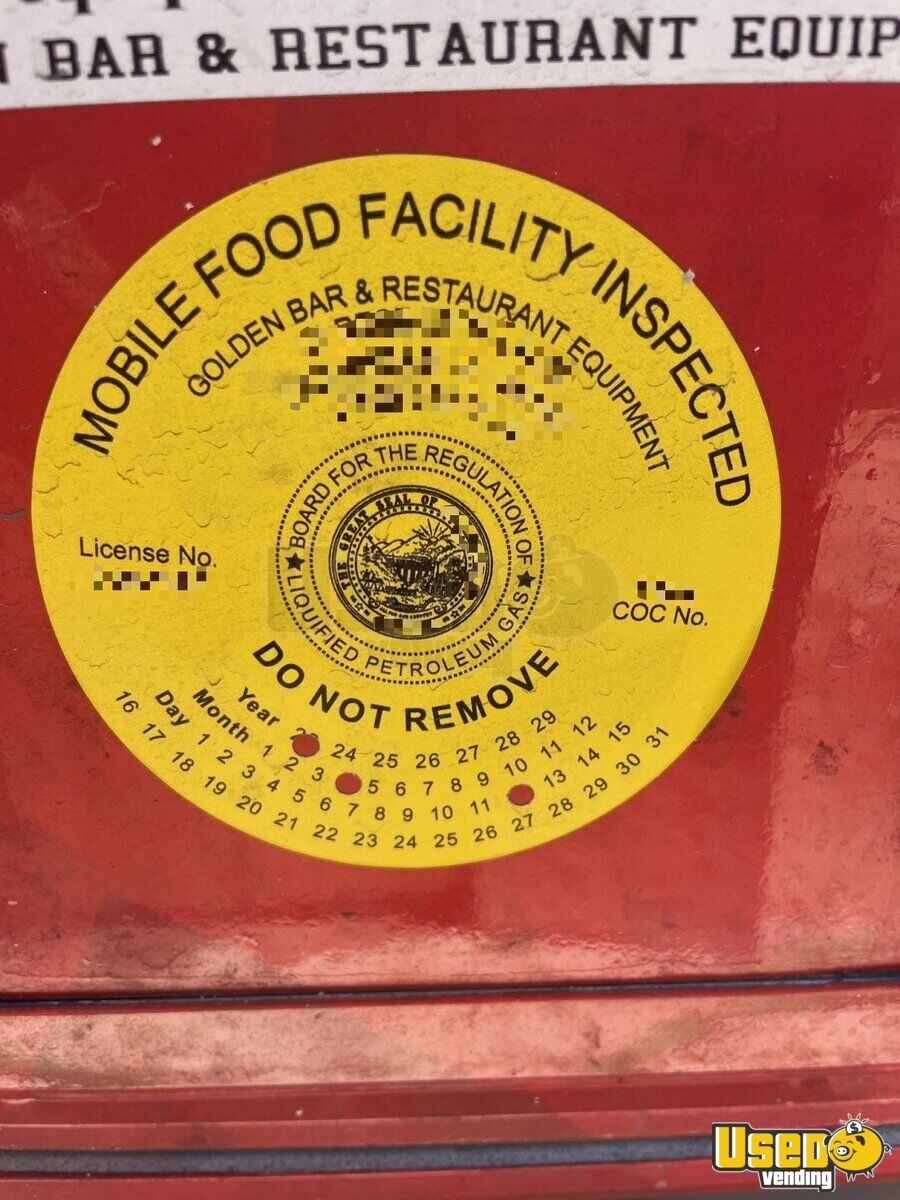 BAR & RESTAURANT EQUIP
MOBILE FOOD FACILITY INSPECTED
GOLDEN BAR & RESTAURANT EQUIPMENT
★ BOARD FOR THE REGULATION OF ★
LIQUIFIED PETROLEUM GAS
THE GREAT SEAL OF
License No.
COC No.
DO NOT REMOVE
Year 24 25 26 27 28 29
Month 1 2 3 5 6 7 8 9 10 11 12
Day 1 2 3 4 5 6 7 8 9 10 11 13 14 15
16 17 18 19 20 21 22 23 24 25 26 27 28 29 30 31
USED
vending